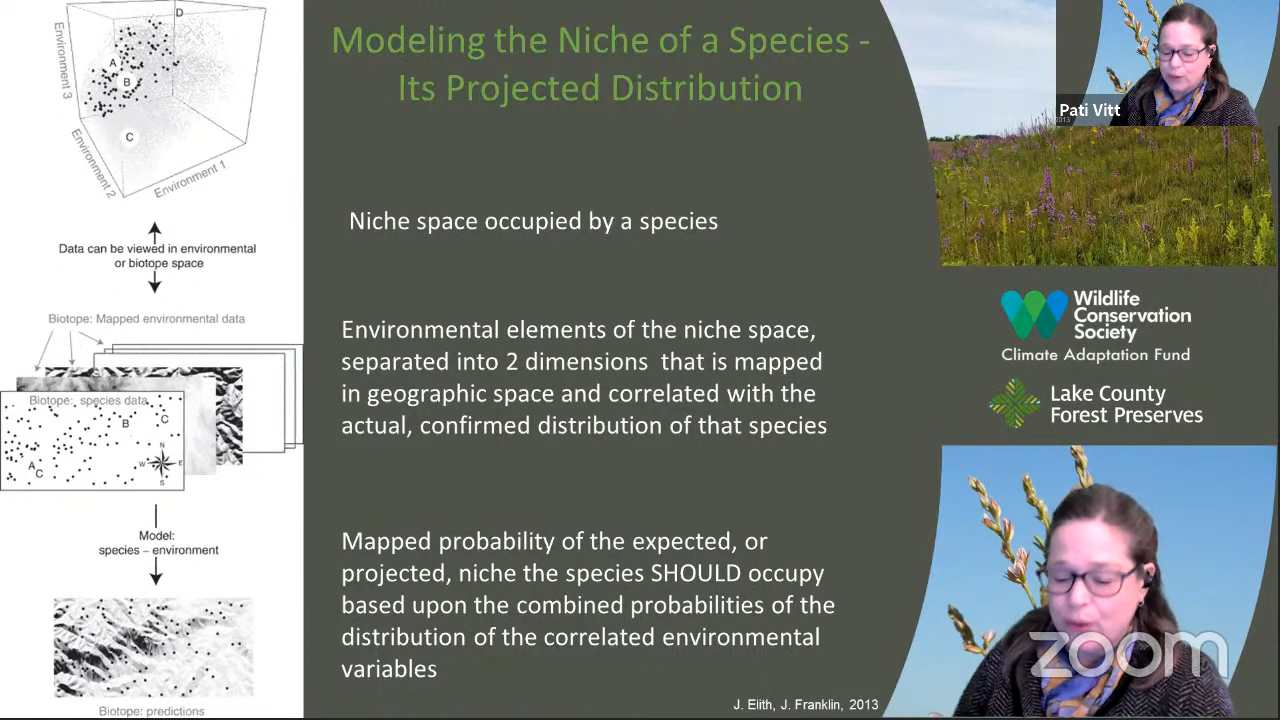 Modeling the Niche of a Species -
Its Projected Distribution
D
A
B
C
Environment 3
Environment 2
Environment 1
Data can be viewed in environmental
or biotope space
Biotope: Mapped environmental data
Biotope: species data
B
C
A
C
N
W
E
S
Model:
species – environment
Biotope: predictions
Niche space occupied by a species
Environmental elements of the niche space,
separated into 2 dimensions that is mapped
in geographic space and correlated with the
actual, confirmed distribution of that species
Mapped probability of the expected, or
projected, niche the species SHOULD occupy
based upon the combined probabilities of the
distribution of the correlated environmental
variables
J. Elith, J. Franklin, 2013
Pati Vitt
2013
Wildlife
Conservation
Society
Climate Adaptation Fund
Lake County
Forest Preserves
zoom